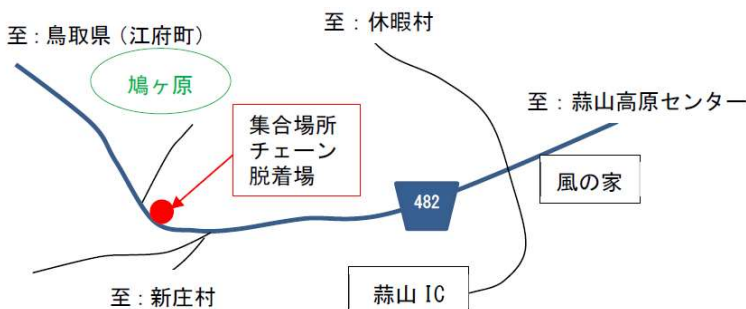 至：休暇村
至：鳥取県（江府町）
鳩ヶ原
至：蒜山高原センター
集合場所
チェーン
脱着場
風の家
482
至：新庄村
蒜山 IC